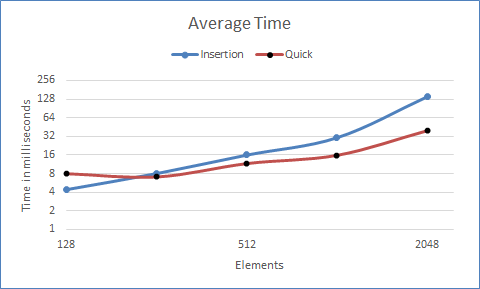 Average Time
Insertion Quick
Time in milliseconds
256
128
64
32
16
8
4
2
1
128 512 2048
Elements